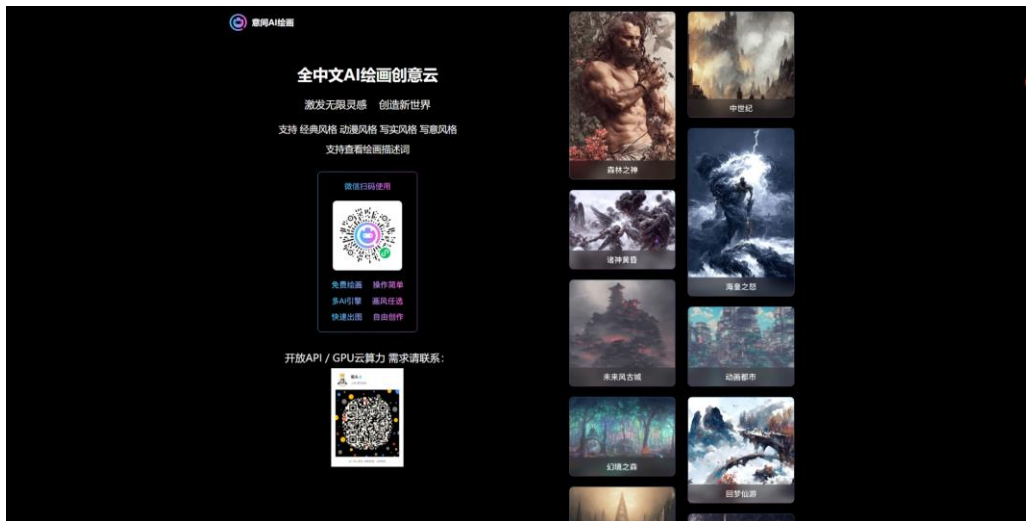 意间AI绘画
全中文AI绘画创意云
激发无限灵感 创造新世界
支持 经典风格 动漫风格 写实风格 写意风格
支持查看绘画描述词
微信扫码使用
免费绘画 操作简单
多AI引擎 画风任选
快速出图 自由创作
开放API / GPU云算力 需求请联系：
森林之神
中世纪
诸神黄昏
海皇之怒
未来风古城
动画都市
幻境之森
回梦仙游